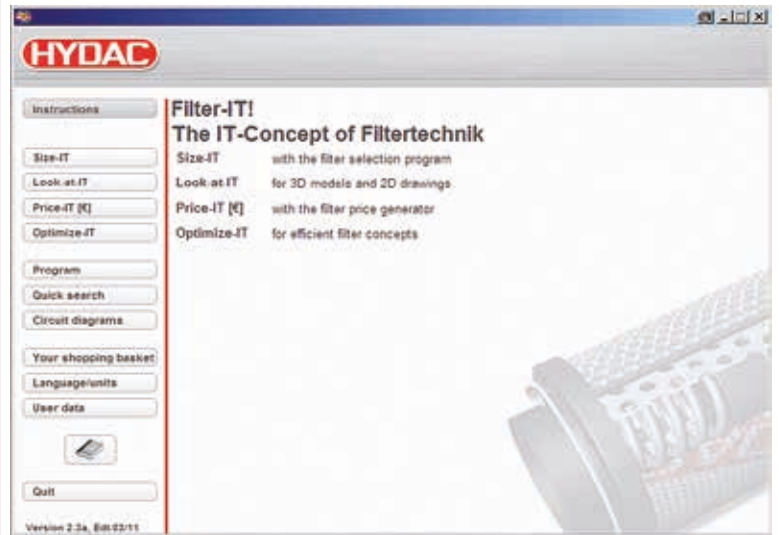 HYDAC
Instructions
Size-IT
Look at IT
Price-IT [€]
Optimize-IT
Program
Quick search
Circuit diagrams
Your shopping basket
Language/units
User data
Quit
Version 2.3a, Edt 03/11
Filter-IT!
The IT-Concept of Filtertechnik
Size-IT with the filter selection program
Look at IT for 3D models and 2D drawings
Price-IT [€] with the filter price generator
Optimize-IT for efficient filter concepts